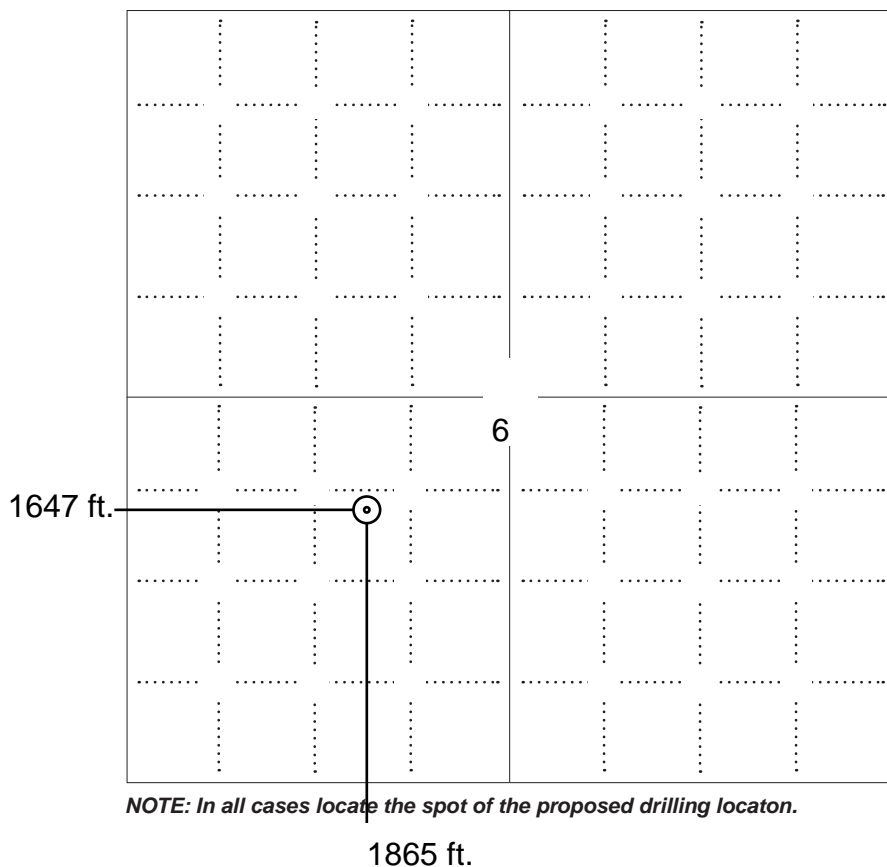 6
1647 ft.
NOTE: In all cases locate the spot of the proposed drilling locaton.
1865 ft.